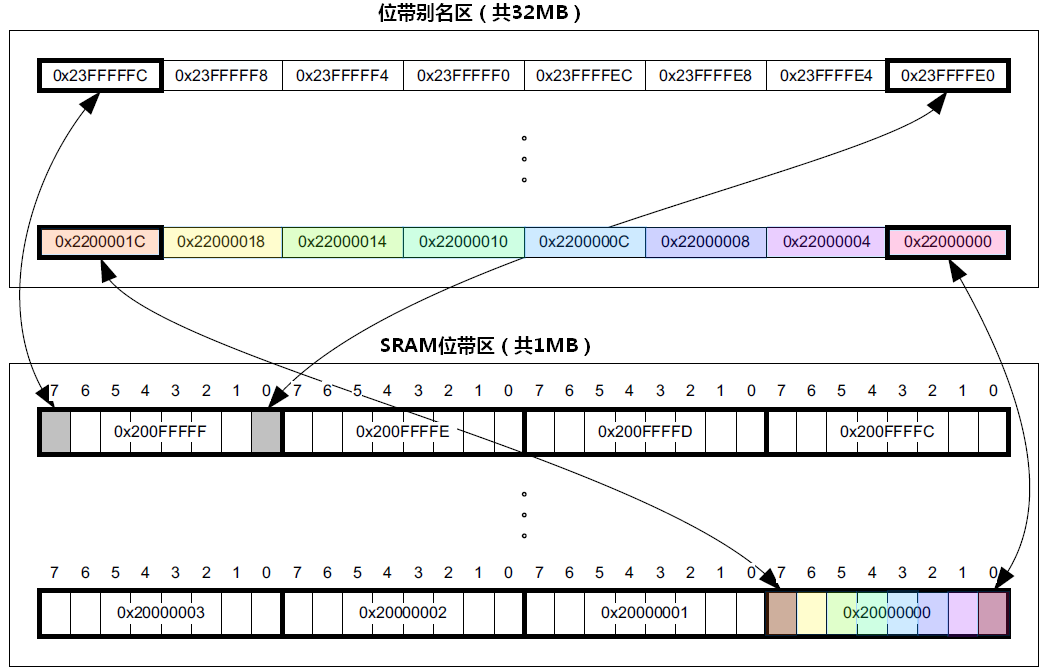 位带别名区（共32MB）
0x23FFFFFC 0x23FFFFF8 0x23FFFFF4 0x23FFFFF0 0x23FFFFEC 0x23FFFFE8 0x23FFFFE4 0x23FFFFE0
0x2200001C 0x22000018 0x22000014 0x22000010 0x2200000C 0x22000008 0x22000004 0x22000000
SRAM位带区（共1MB）
7 6 5 4 3 2 1 0 7 6 5 4 3 2 1 0 7 6 5 4 3 2 1 0 7 6 5 4 3 2 1 0
0x200FFFFF 0x200FFFFE 0x200FFFFD 0x200FFFFC
7 6 5 4 3 2 1 0 7 6 5 4 3 2 1 0 7 6 5 4 3 2 1 0 7 6 5 4 3 2 1 0
0x20000003 0x20000002 0x20000001 0x20000000